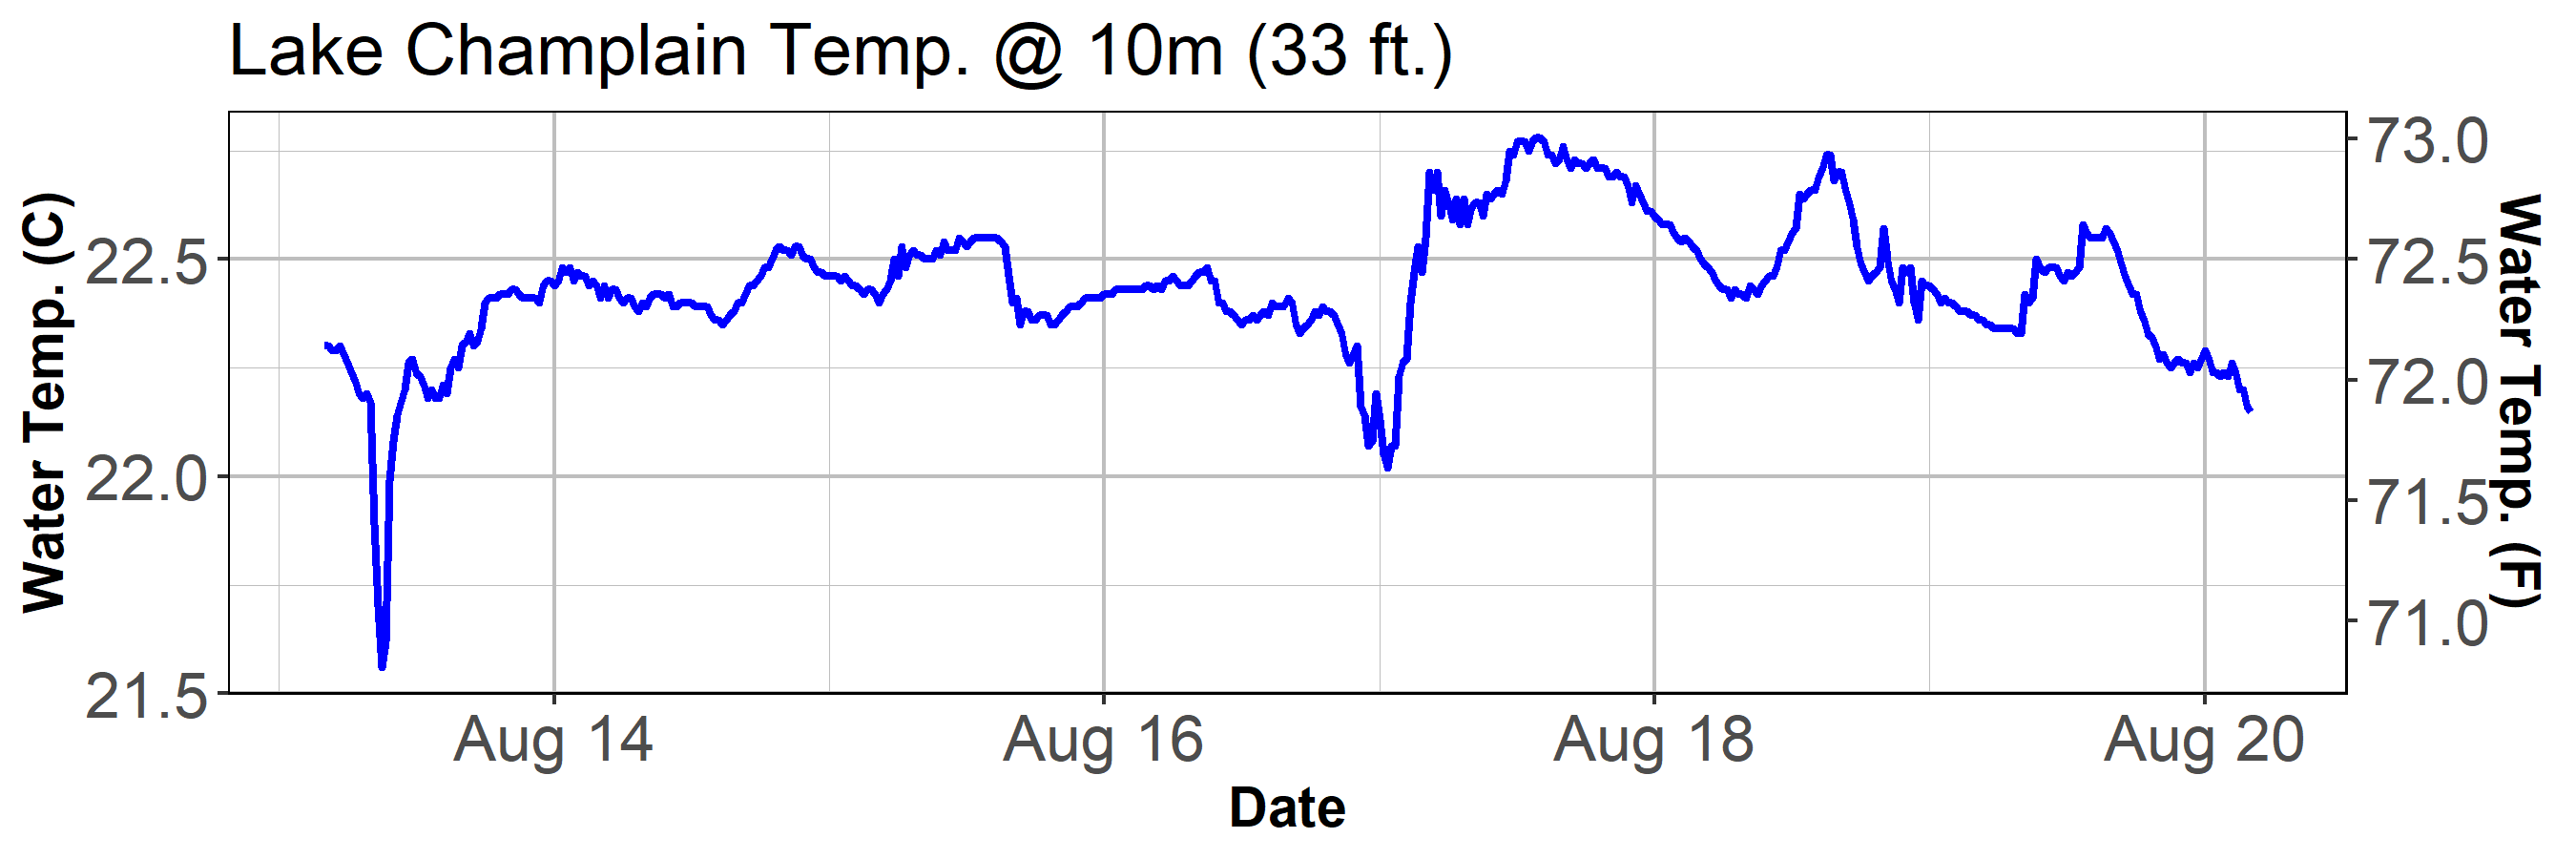 Lake Champlain Temp. @ 10m (33 ft.)
Water Temp. (C)
22.5
22.0
21.5
73.0
72.5
72.0
71.5
71.0
Water Temp. (F)
Aug 14
Aug 16
Aug 18
Aug 20
Date